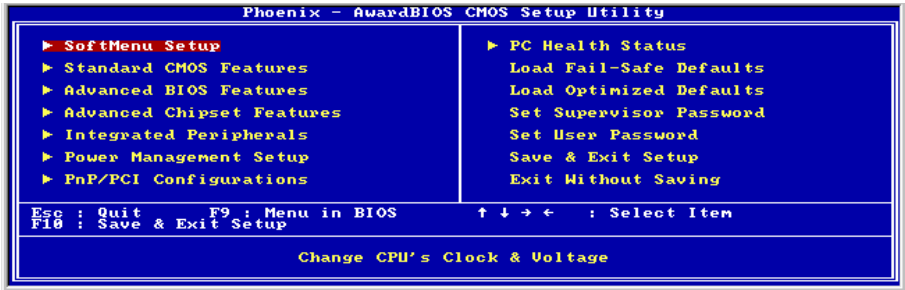 Phoenix - AwardBIOS CMOS Setup Utility
► SoftMenu Setup
► Standard CMOS Features
► Advanced BIOS Features
► Advanced Chipset Features
► Integrated Peripherals
► Power Management Setup
► PnP/PCI Configurations
► PC Health Status
Load Fail-Safe Defaults
Load Optimized Defaults
Set Supervisor Password
Set User Password
Save & Exit Setup
Exit Without Saving
Esc : Quit F9 : Menu in BIOS ↑ ↓ → ← : Select Item
F10 : Save & Exit Setup
Change CPU's Clock & Voltage